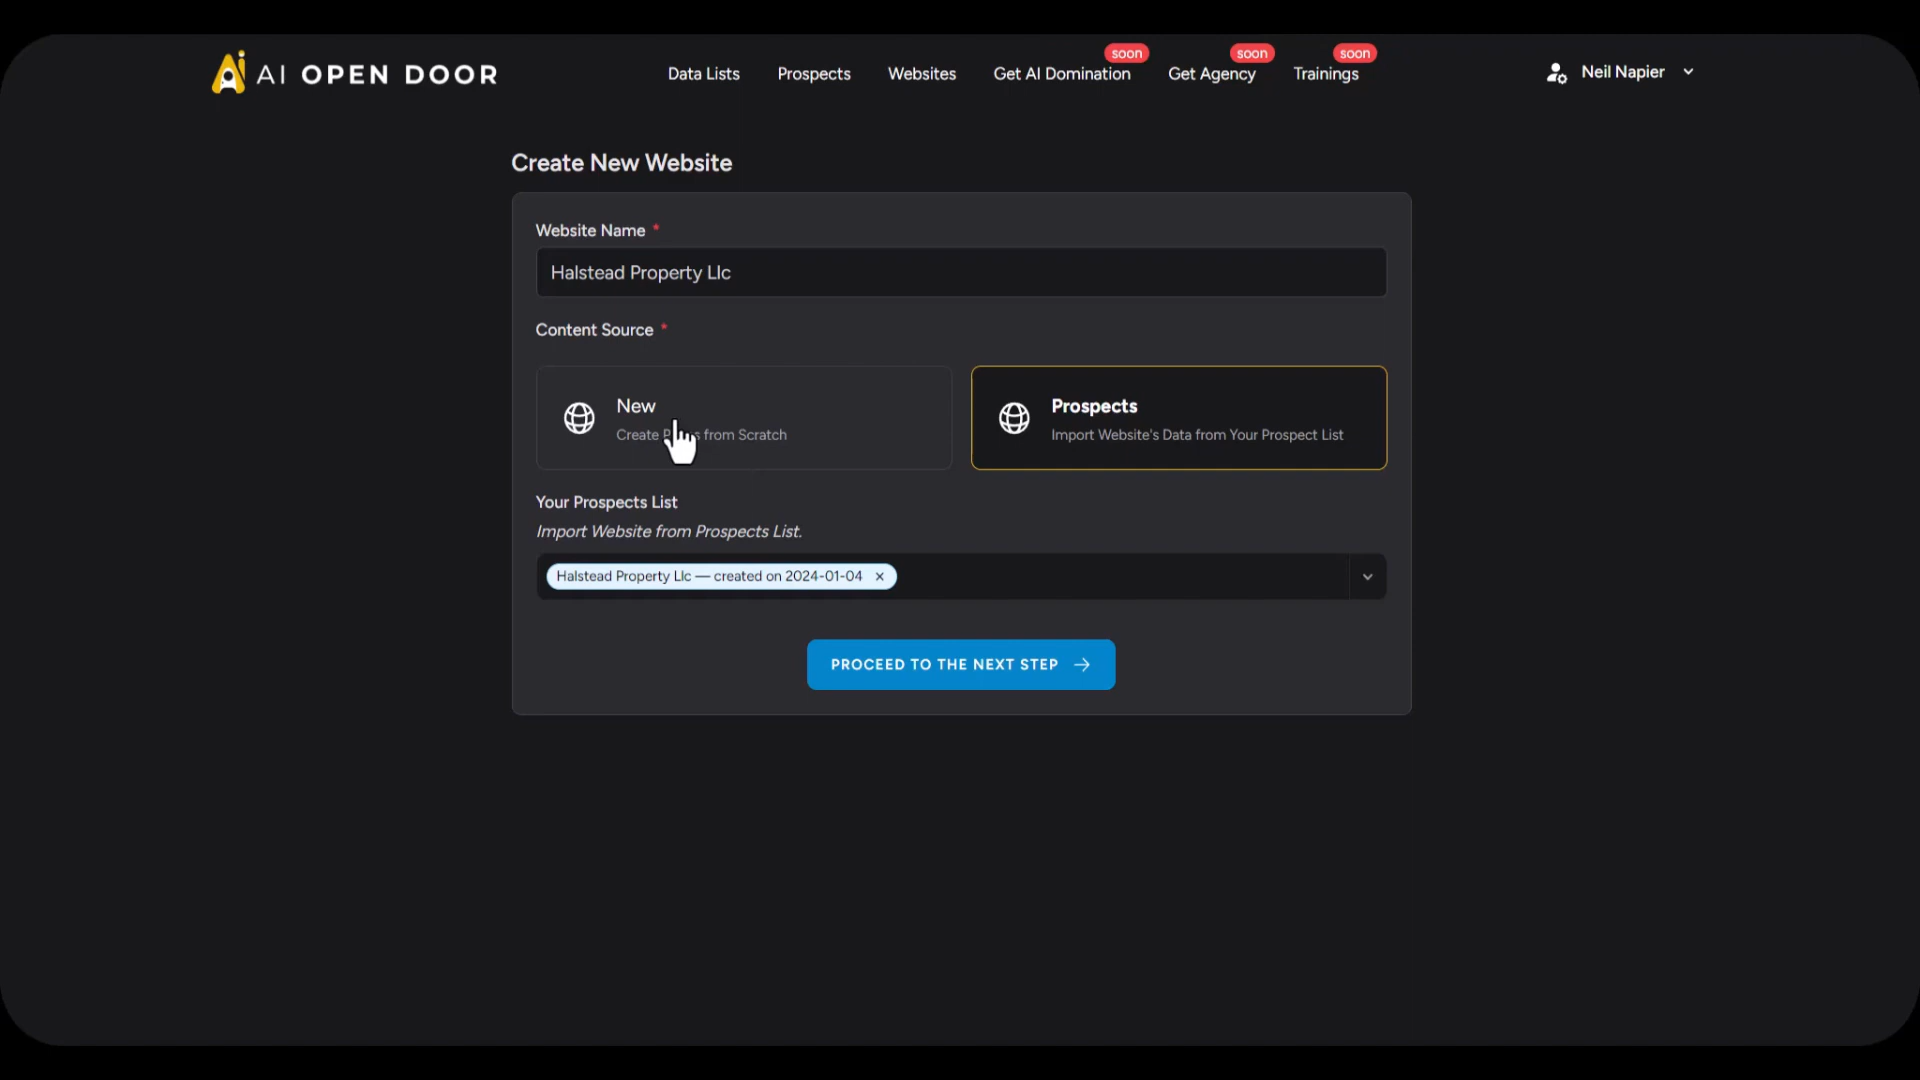 AI OPEN DOOR
Data Lists
Prospects
Websites
Get AI Domination
soon
Get Agency
soon
Trainings
soon
Neil Napier
Create New Website
Website Name *
Halstead Property Llc
Content Source *
New
Create from Scratch
Prospects
Import Website's Data from Your Prospect List
Your Prospects List
Import Website from Prospects List.
Halstead Property Llc — created on 2024-01-04 ×
PROCEED TO THE NEXT STEP →